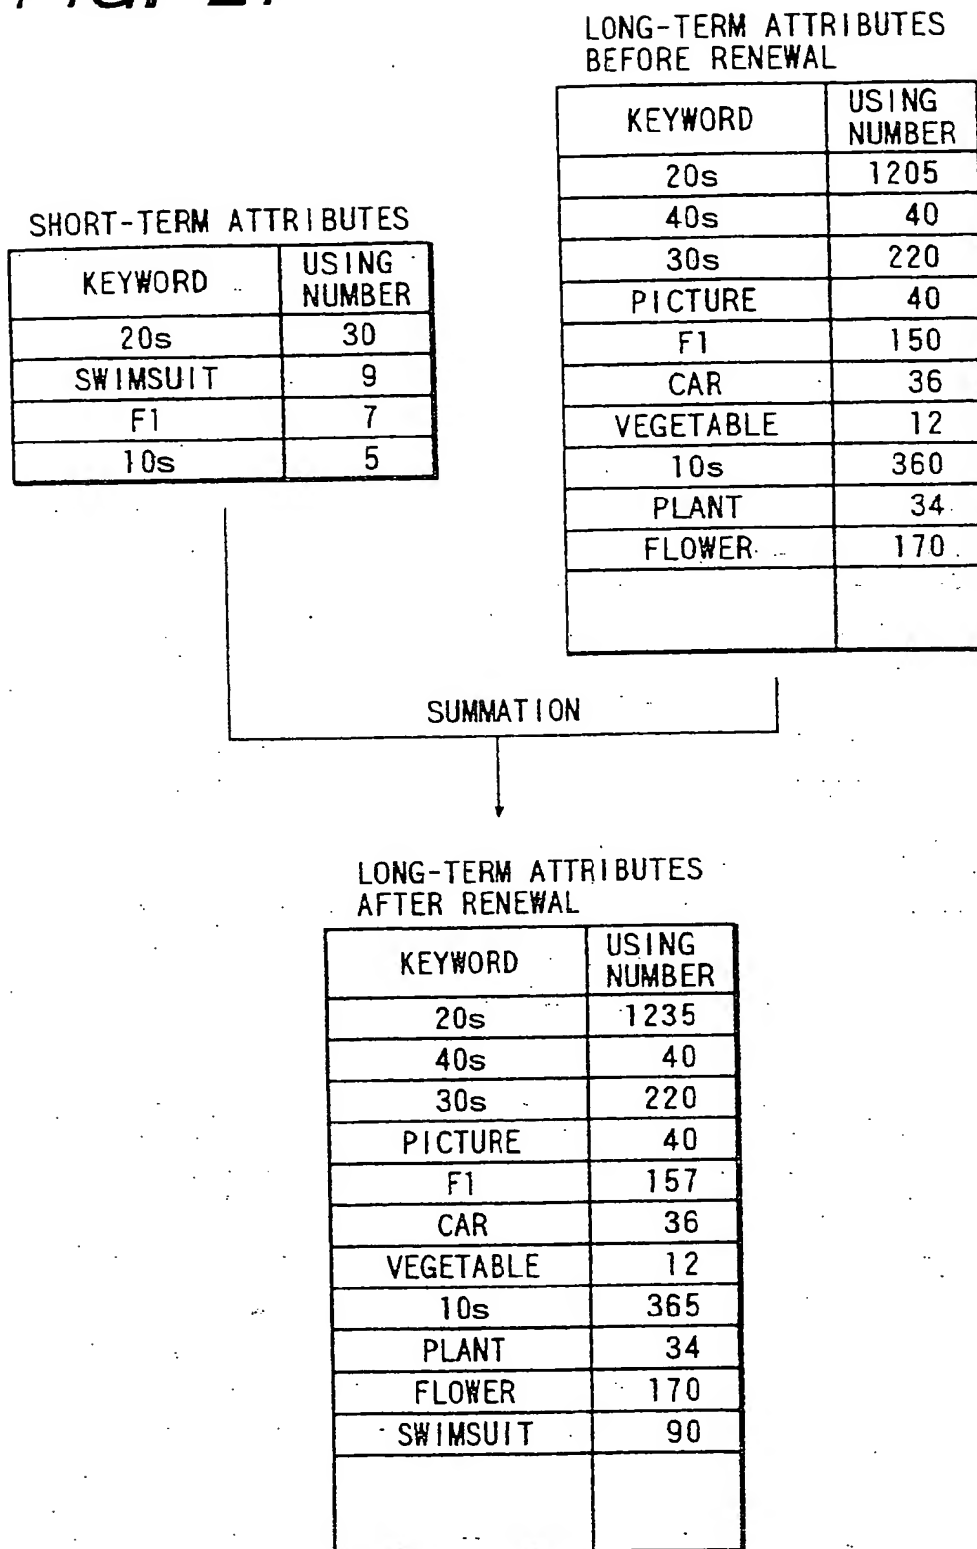 LONG-TERM ATTRIBUTES
BEFORE RENEWAL
KEYWORD USING NUMBER
20s 1205
40s 40
30s 220
PICTURE 40
F1 150
CAR 36
VEGETABLE 12
10s 360
PLANT 34
FLOWER 170
SHORT-TERM ATTRIBUTES
KEYWORD USING NUMBER
20s 30
SWIMSUIT 9
F1 7
10s 5
SUMMATION
LONG-TERM ATTRIBUTES
AFTER RENEWAL
KEYWORD USING NUMBER
20s 1235
40s 40
30s 220
PICTURE 40
F1 157
CAR 36
VEGETABLE 12
10s 365
PLANT 34
FLOWER 170
SWIMSUIT 90